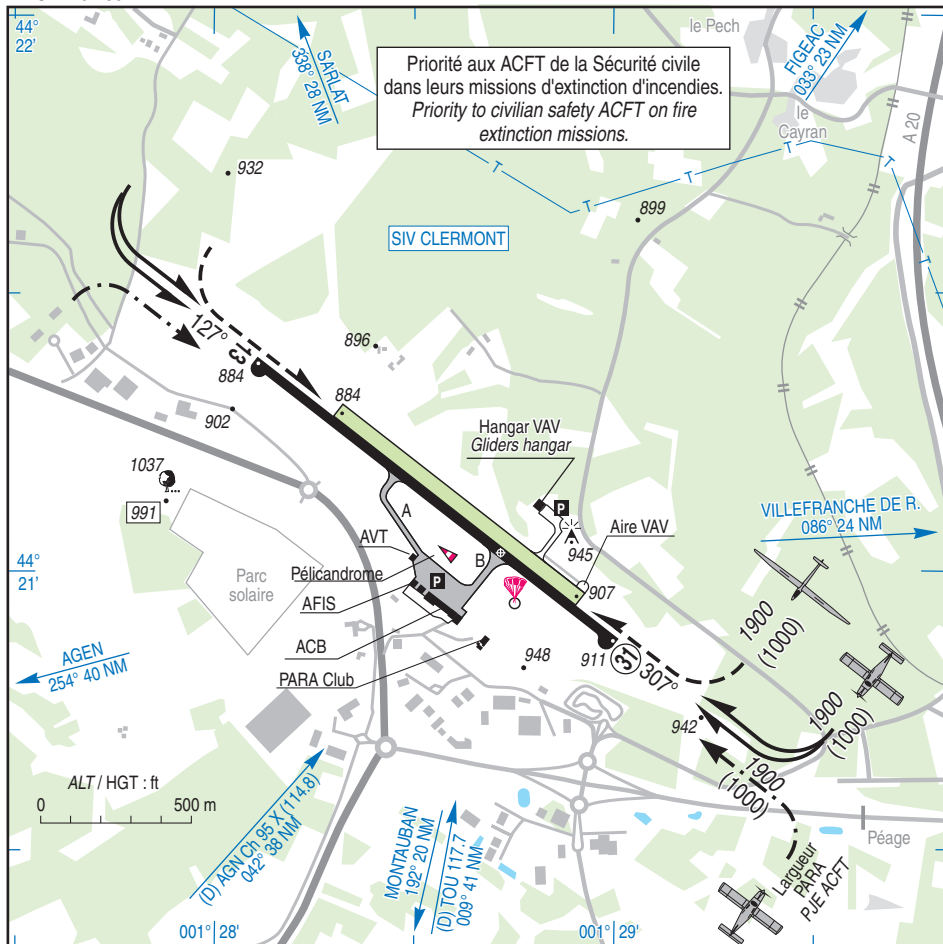 44°
22'
SARLAT
338° 28 NM
Priorité aux ACFT de la Sécurité civile
dans leurs missions d'extinction d'incendies.
Priority to civilian safety ACFT on fire
extinction missions.
le Pech
FIGEAC
033° 23 NM
le
Cayran
A 20
T
T
T
T
T
932
899
SIV CLERMONT
127°
13
884
896
884
902
Hangar VAV
Gliders hangar
1037
991
P
945
Aire VAV
VILLEFRANCHE DE R.
086° 24 NM
A
AVT
B
44°
21'
Parc
solaire
Pélicandrome
P
AFIS
907
ACB
1900
(1000)
AGEN
254° 40 NM
PARA Club
948
911
31
307°
942
1900
(1000)
1900
(1000)
ALT / HGT : ft
0
500 m
(D) AGN Ch 95 X (114.8)
042° 38 NM
MONTAUBAN
192° 20 NM
(D) TOU 117.7
009° 41 NM
Péage
Largueur
PARA
PJE ACFT
001° 28'
001° 29'